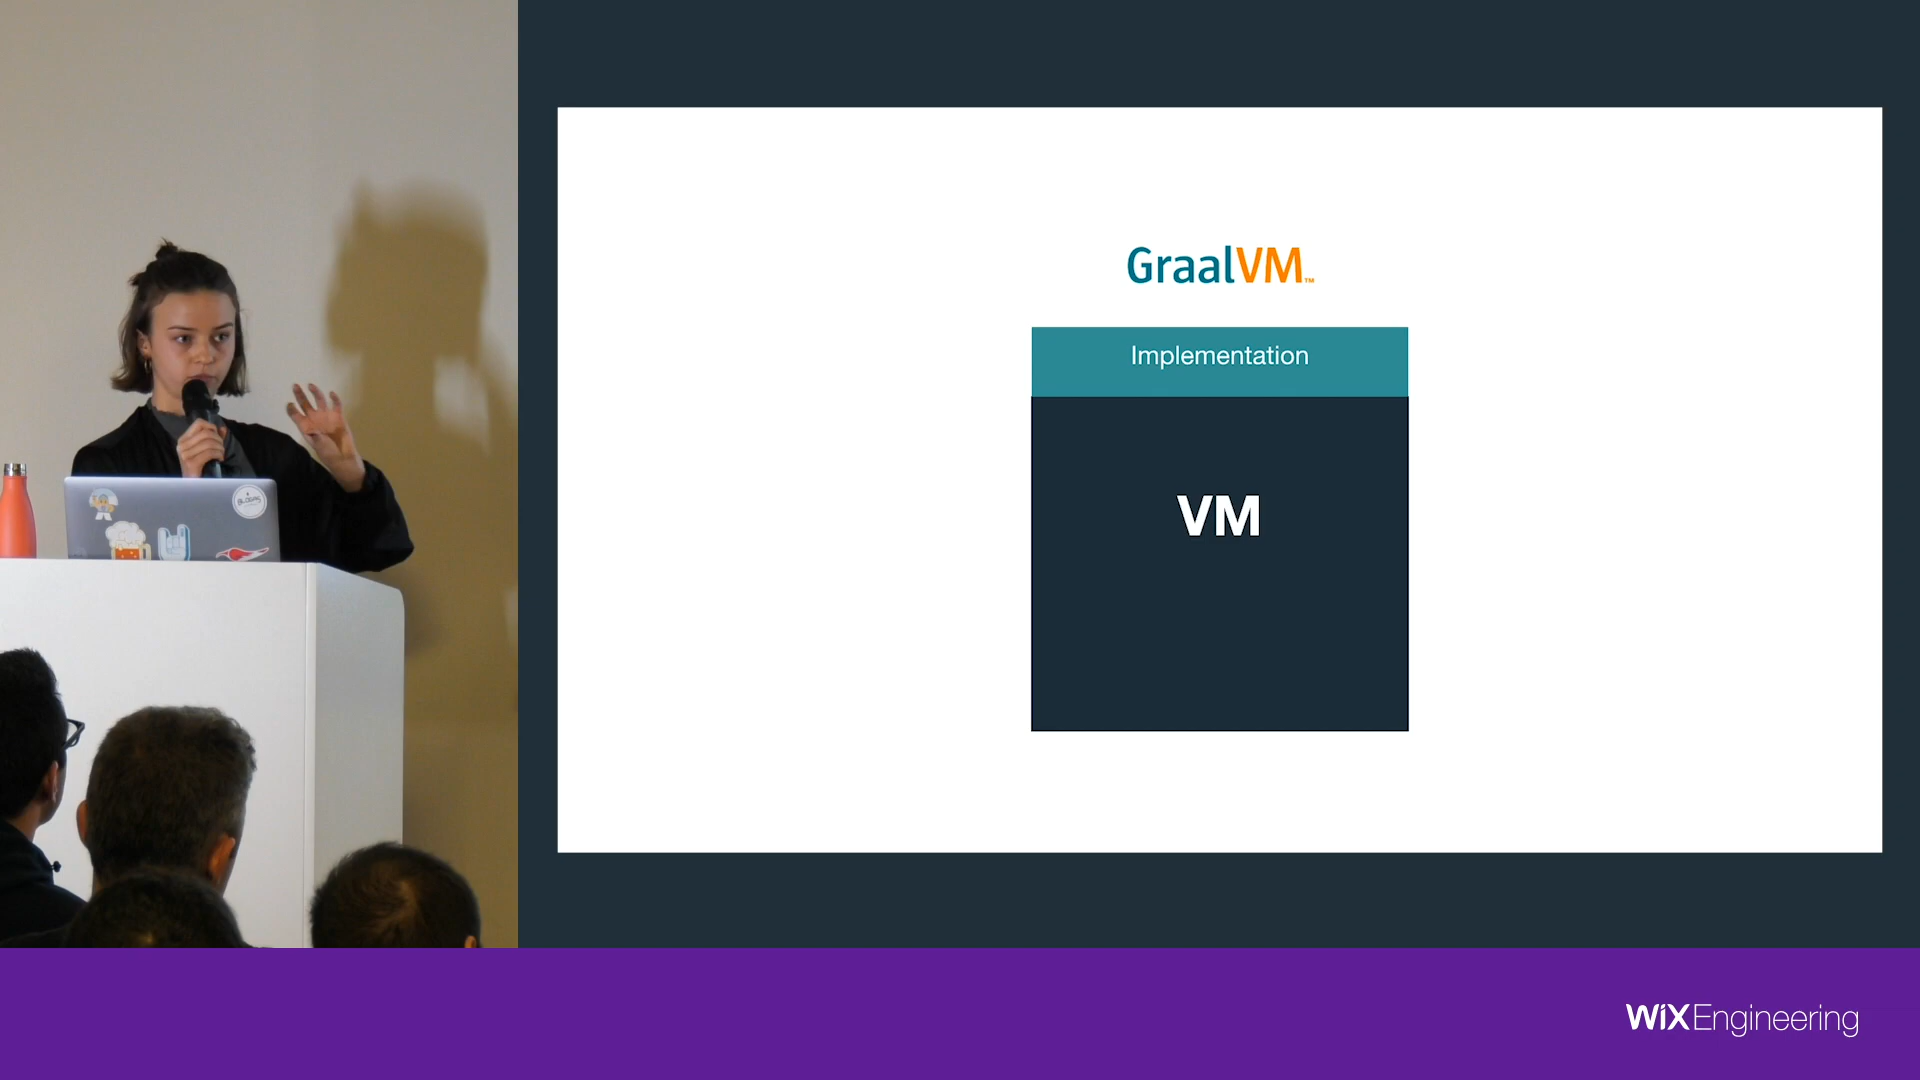 GraalVM™
Implementation
VM
WiX Engineering